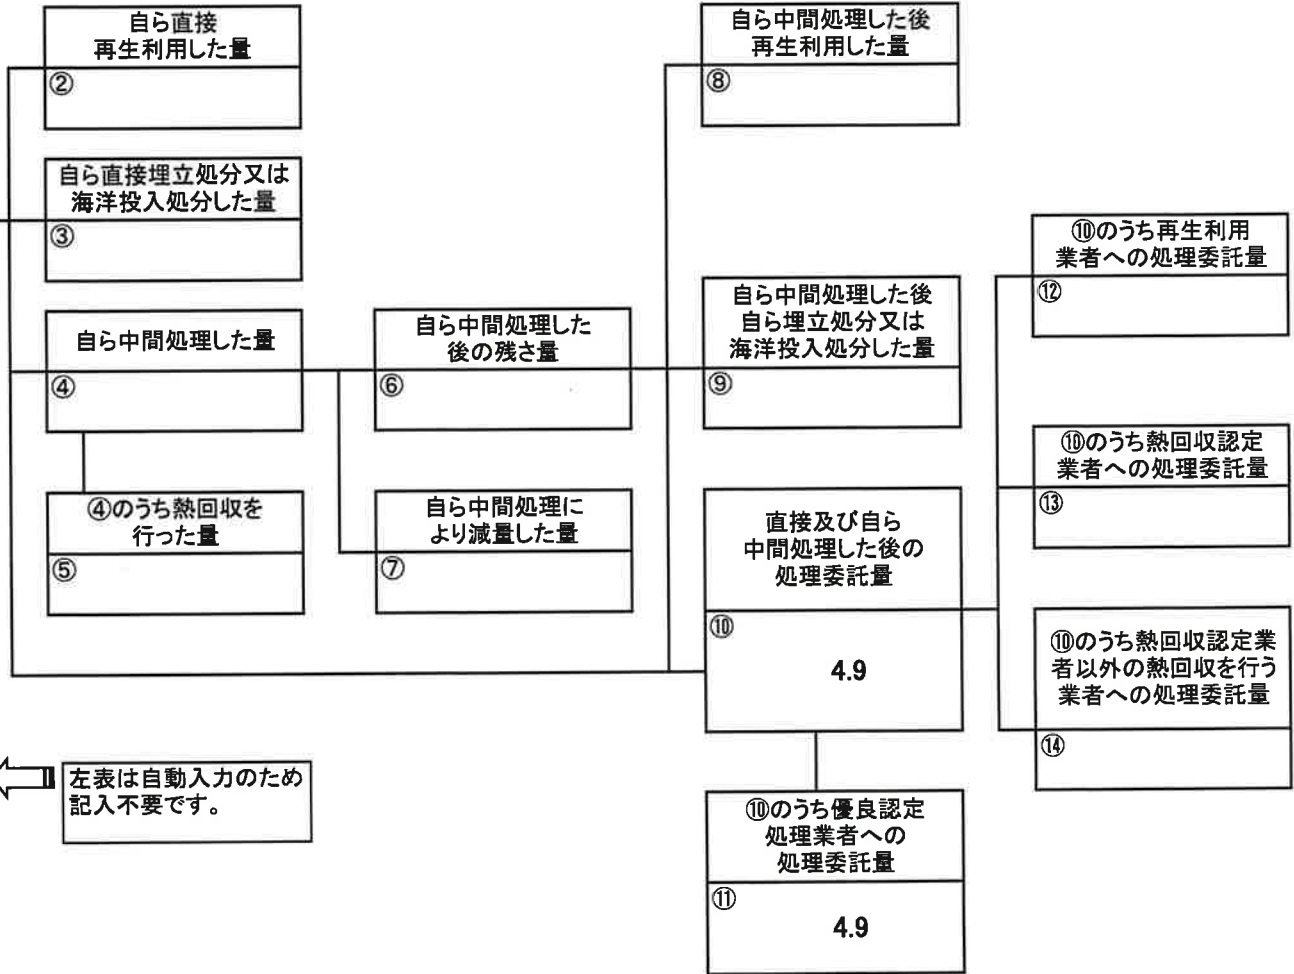 自ら直接
再生利用した量
②
自ら直接埋立処分又は
海洋投入処分した量
③
自ら中間処理した量
④
④のうち熱回収を
行った量
⑤
自ら中間処理した
後の残さ量
⑥
自ら中間処理に
より減量した量
⑦
自ら中間処理した後
再生利用した量
⑧
自ら中間処理した後
自ら埋立処分又は
海洋投入処分した量
⑨
直接及び自ら
中間処理した後の
処理委託量
⑩
4.9
⑩のうち優良認定
処理業者への
処理委託量
⑪
4.9
⑩のうち再生利用
業者への処理委託量
⑫
⑩のうち熱回収認定
業者への処理委託量
⑬
⑩のうち熱回収認定業
者以外の熱回収を行う
業者への処理委託量
⑭
左表は自動入力のため
記入不要です。